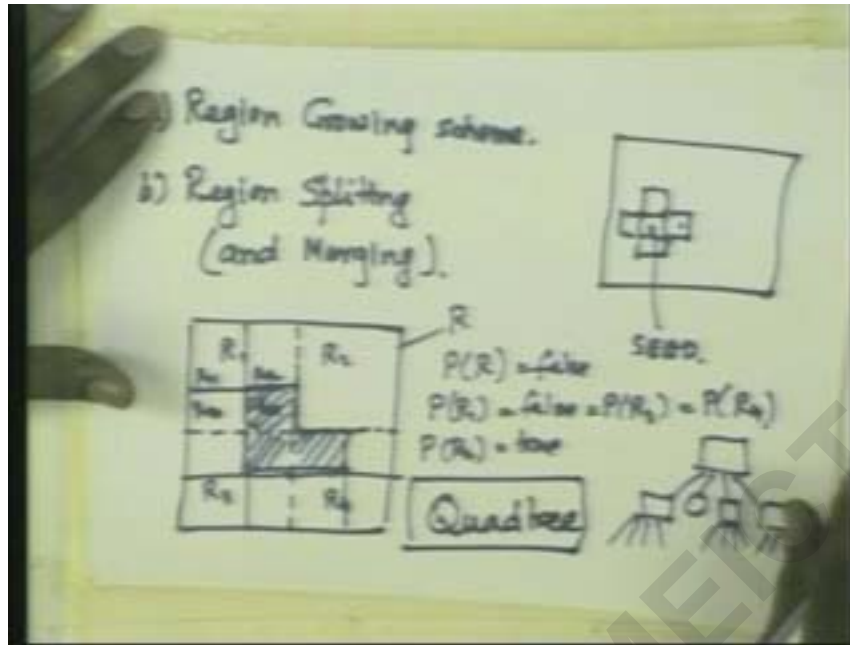 a) Region Growing scheme.
b) Region Splitting
(and Merging).
SEED.
R
R₁ R₂
P(R) = false
P(R₁) = false = P(R₃) = P(R₄)
P(R₂) = true
R₃ R₄
Quadtree